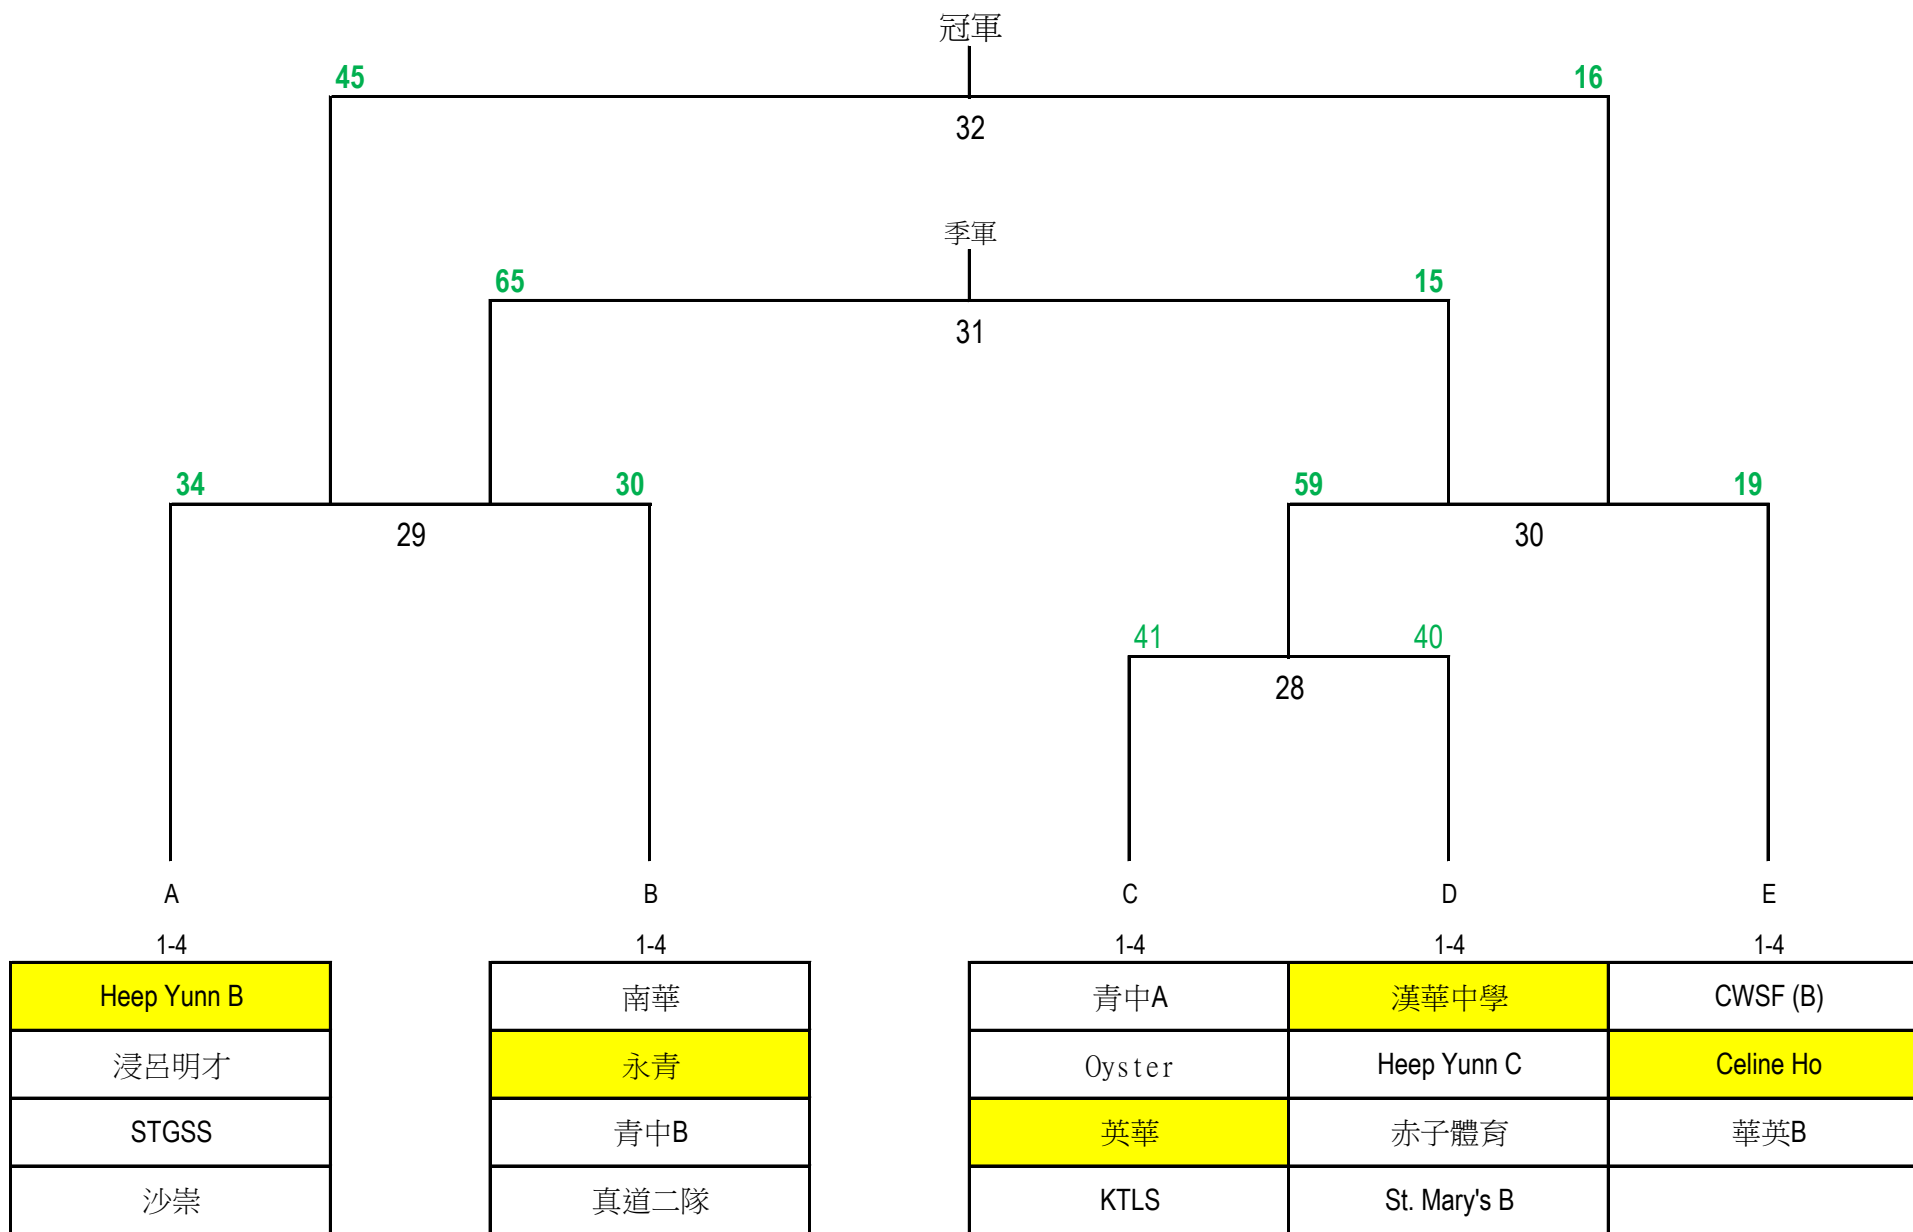 冠軍
45 16
32
季軍
65 15
31
34 30 59 19
29 30
41 40
28
A B C D E
1-4 1-4 1-4 1-4 1-4
Heep Yunn B 南華 青中A 漢華中學 CWSF (B)
浸呂明才 永青 Oyster Heep Yunn C Celine Ho
STGSS 青中B 英華 赤子體育 華英B
沙崇 真道二隊 KTLS St. Mary's B